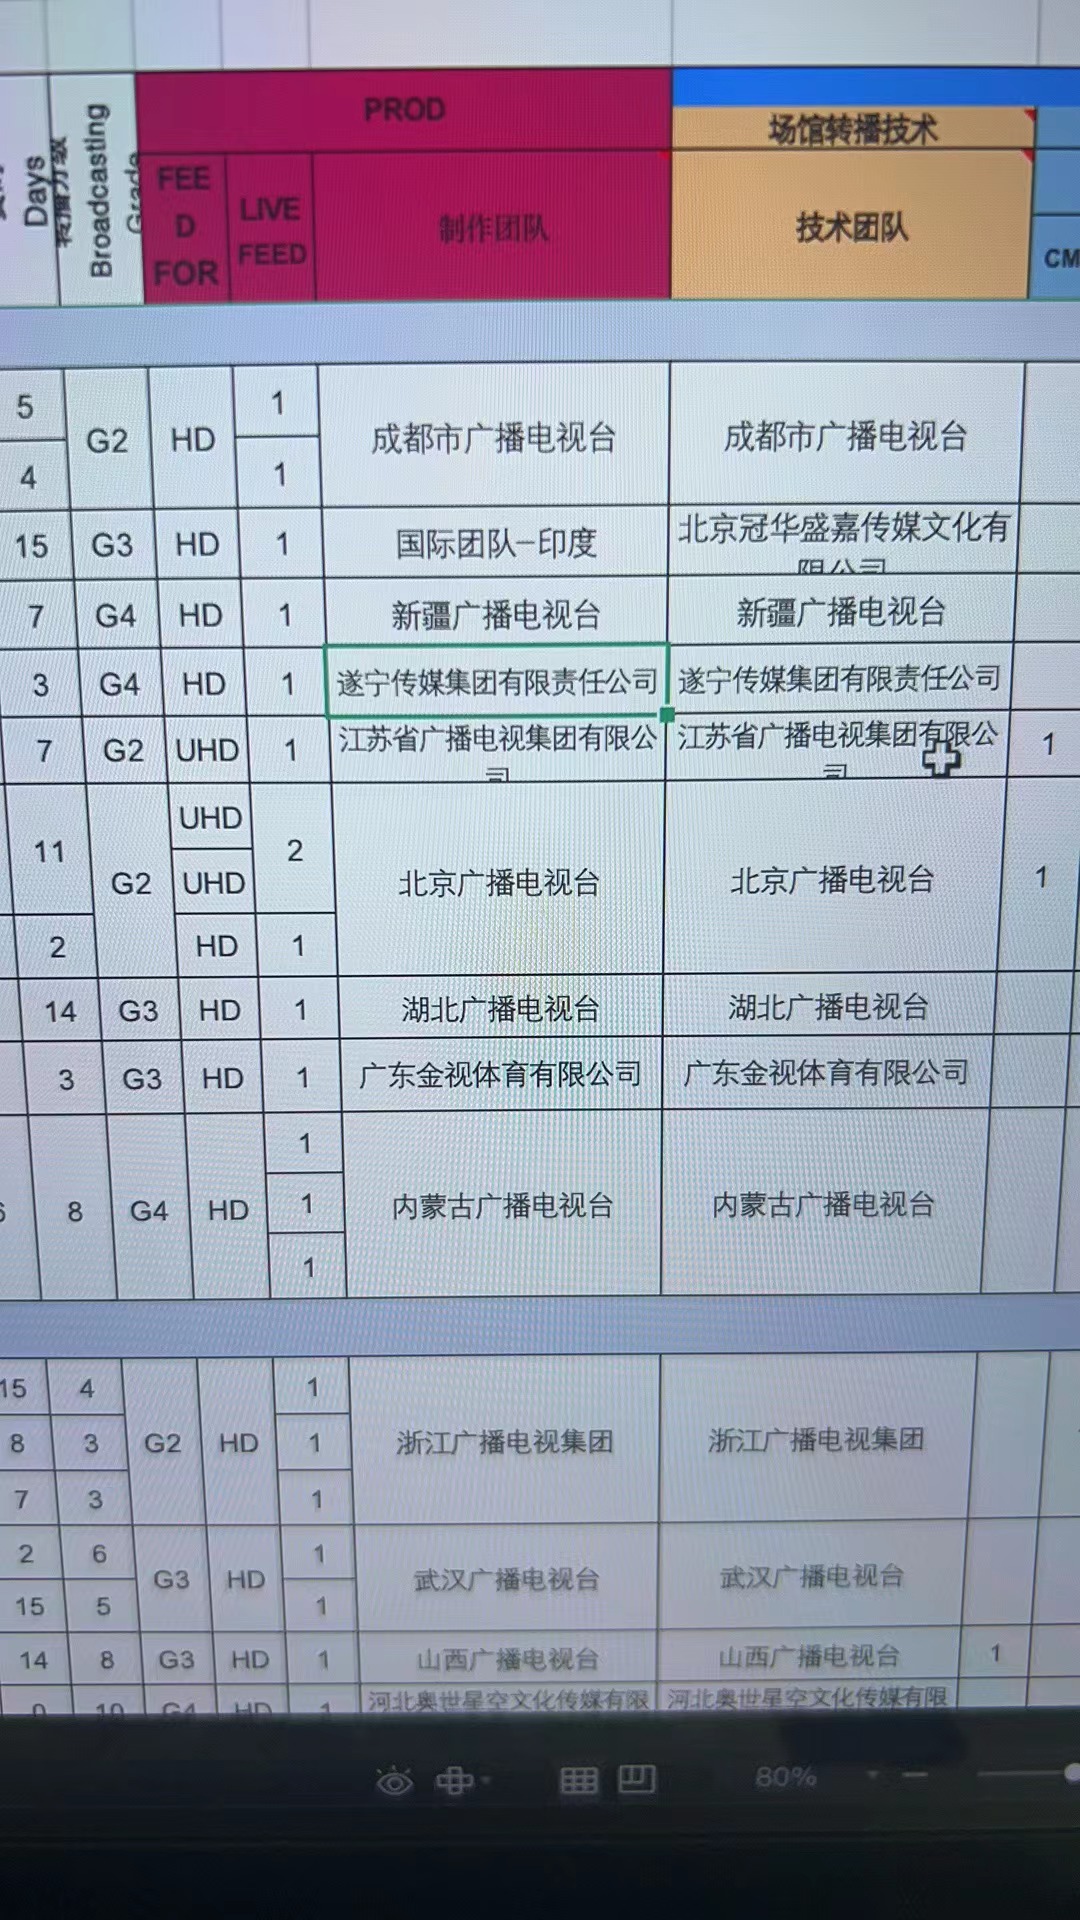 Days
Broadcasting
PROD
场馆转播技术
FEE
D
FOR
LIVE
FEED
制作团队
技术团队
CM
5
4
G2
HD
1
1
成都市广播电视台
成都市广播电视台
15
G3
HD
1
国际团队-印度
北京冠华盛嘉传媒文化有
限公司
7
G4
HD
1
新疆广播电视台
新疆广播电视台
3
G4
HD
1
遂宁传媒集团有限责任公司
遂宁传媒集团有限责任公司
7
G2
UHD
1
江苏省广播电视集团有限公
司
江苏省广播电视集团有限公
司
1
11
2
G2
UHD
UHD
HD
2
1
北京广播电视台
北京广播电视台
1
14
G3
HD
1
湖北广播电视台
湖北广播电视台
3
G3
HD
1
广东金视体育有限公司
广东金视体育有限公司
8
G4
HD
1
1
1
内蒙古广播电视台
内蒙古广播电视台
15
4
8
3
7
3
G2
HD
1
1
1
浙江广播电视集团
浙江广播电视集团
2
6
15
5
G3
HD
1
1
武汉广播电视台
武汉广播电视台
14
8
G3
HD
1
山西广播电视台
山西广播电视台
1
10
G4
HD
1
河北奥世星空文化传媒有限
河北奥世星空文化传媒有限
80%